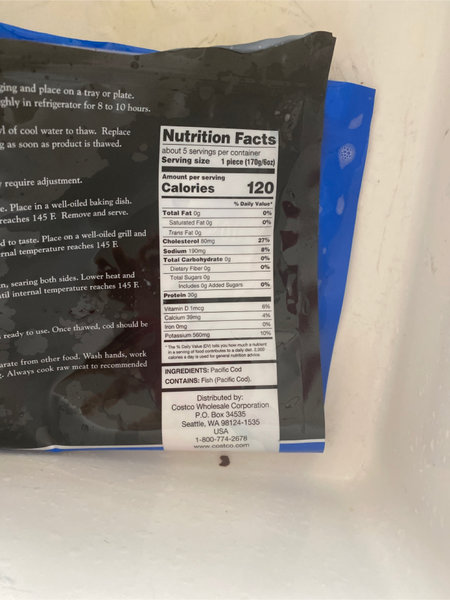 ging and place on a tray or plate.
ghly in refrigerator for 8 to 10 hours.
wl of cool water to thaw. Replace
g as soon as product is thawed.
require adjustment.
e. Place in a well-oiled baking dish.
reaches 145 F. Remove and serve.
d to taste. Place on a well-oiled grill and
rnal temperature reaches 145 F.
n, searing both sides. Lower heat and
til internal temperature reaches 145 F.
ready to use. Once thawed, cod should be
arate from other food. Wash hands, work
g. Always cook raw meat to recommended
Nutrition Facts
about 5 servings per container
Serving size 1 piece (170g/6oz)
Amount per serving
Calories 120
% Daily Value*
Total Fat 0g 0%
Saturated Fat 0g 0%
Trans Fat 0g
Cholesterol 80mg 27%
Sodium 190mg 8%
Total Carbohydrate 0g 0%
Dietary Fiber 0g 0%
Total Sugars 0g
Includes 0g Added Sugars 0%
Protein 30g
Vitamin D 1mcg 6%
Calcium 39mg 4%
Iron 0mg 0%
Potassium 560mg 10%
* The % Daily Value (DV) tells you how much a nutrient
in a serving of food contributes to a daily diet. 2,000
calories a day is used for general nutrition advice.
INGREDIENTS: Pacific Cod
CONTAINS: Fish (Pacific Cod).
Distributed by:
Costco Wholesale Corporation
P.O. Box 34535
Seattle, WA 98124-1535
USA
1-800-774-2678
www.costco.com